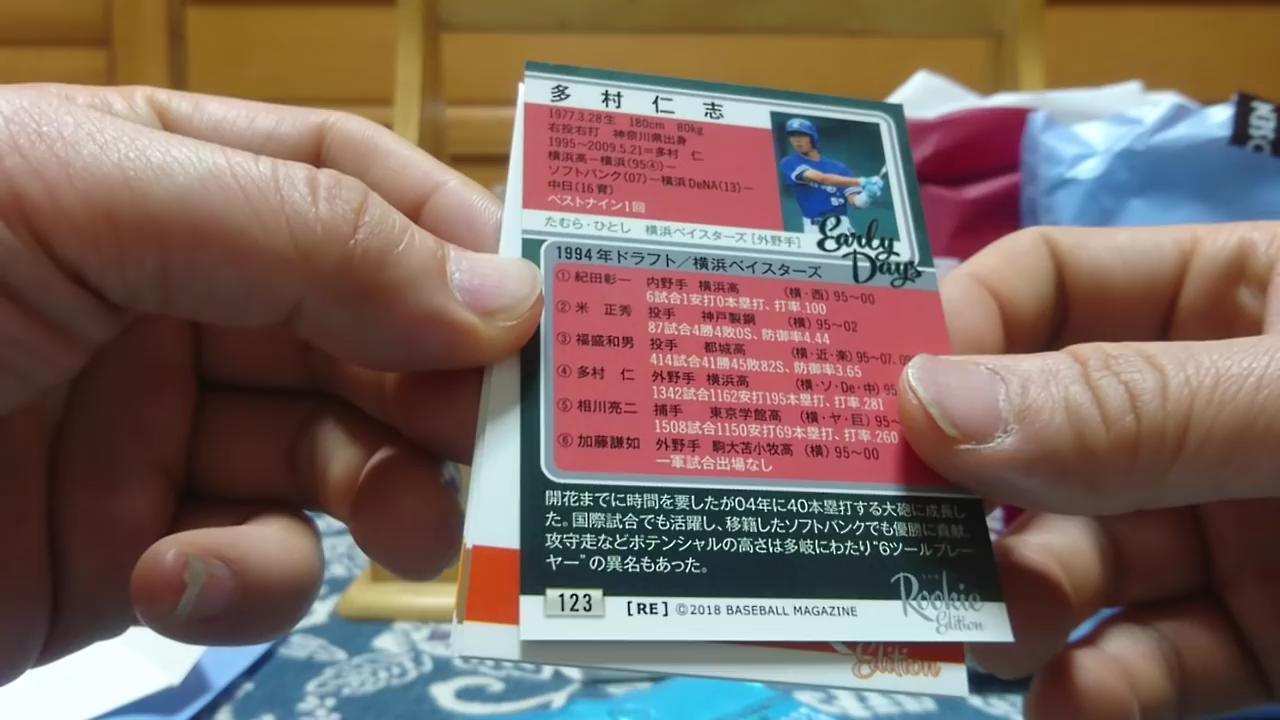 多村仁志
1977.3.28生 180cm 80kg
右投右打 神奈川県出身
1995〜2009.5.21=多村 仁
横浜高ー横浜(95④)ー
ソフトバンク(07)ー横浜DeNA(13)ー
中日(16育)
ベストナイン1回
たむら・ひとし 横浜ベイスターズ[外野手]
Early
Days
1994年ドラフト/横浜ベイスターズ
① 紀田彰一 内野手 横浜高 (横・西) 95〜00
6試合1安打0本塁打、打率.100
② 米 正秀 投手 神戸製鋼 (横) 95〜02
87試合4勝4敗0S、防御率4.44
③ 福盛和男 投手 都城高 (横・近・楽) 95〜07.
414試合41勝45敗82S、防御率3.65
④ 多村 仁 外野手 横浜高 (横・ソ・De・中) 95
1342試合1162安打195本塁打、打率.281
⑤ 相川亮二 捕手 東京学館高 (横・ヤ・巨) 95〜
1508試合1150安打69本塁打、打率.260
⑥ 加藤謙如 外野手 駒大苫小牧高 (横) 95〜00
一軍試合出場なし
開花までに時間を要したが04年に40本塁打する大砲に成長し
た。国際試合でも活躍し、移籍したソフトバンクでも優勝に貢献。
攻守走などポテンシャルの高さは多岐にわたり“6ツールプレー
ヤー”の異名もあった。
123 [RE] ©2018 BASEBALL MAGAZINE
Rookie
Edition
Edition